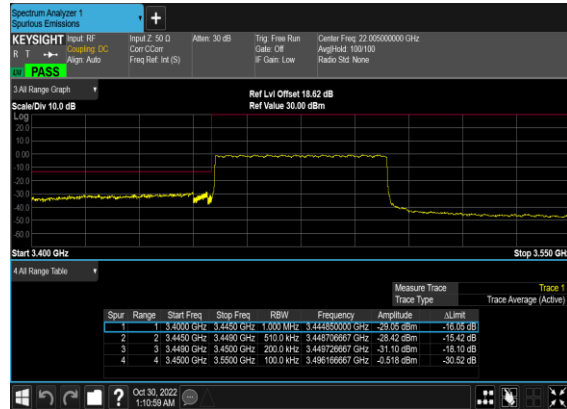 Spectrum Analyzer 1
Spurious Emissions
+
KEYSIGHT Input: RF Input Z: 50 Ω Atten: 30 dB Trig: Free Run Center Freq: 22.005000000 GHz
R T Coupling: DC Corr CCorr Gate: Off Avg|Hold: 100/100
Align: Auto Freq Ref: Int (S) IF Gain: Low Radio Std: None
PASS
3 All Range Graph
Ref Lvl Offset 18.62 dB
Scale/Div 10.0 dB Ref Value 30.00 dBm
Log
20.0
10.0
0.00
-10.0
-20.0
-30.0
-40.0
-50.0
-60.0
Start 3.400 GHz Stop 3.550 GH
4 All Range Table
Measure Trace Trace 1
Trace Type Trace Average (Active)
Spur Range Start Freq Stop Freq RBW Frequency Amplitude ΔLimit
1 1 3.4000 GHz 3.4450 GHz 1.000 MHz 3.444850000 GHz -29.05 dBm -16.05 dB
2 2 3.4450 GHz 3.4490 GHz 510.0 kHz 3.448706667 GHz -28.42 dBm -15.42 dB
3 3 3.4490 GHz 3.4500 GHz 200.0 kHz 3.449726667 GHz -31.10 dBm -18.10 dB
4 4 3.4500 GHz 3.5500 GHz 100.0 kHz 3.496166667 GHz -0.518 dBm -30.52 dB
? Oct 30, 2022
1:10:59 AM